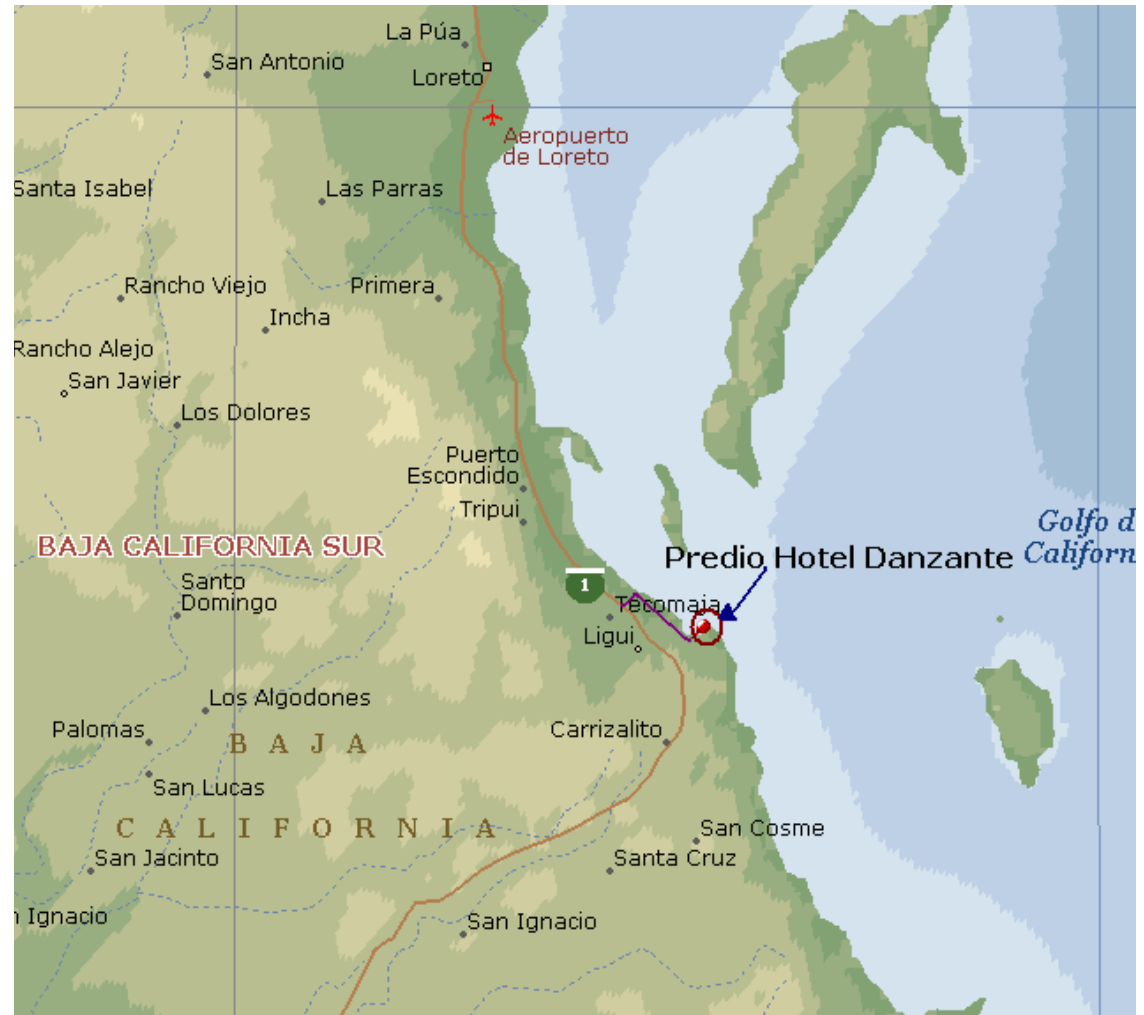 La Púa
San Antonio
Loreto
Aeropuerto
de Loreto
Santa Isabel
Las Parras
Rancho Viejo
Primera
Incha
Rancho Alejo
San Javier
Los Dolores
Puerto
Escondido
Tripui
Golfo d
Californ
BAJA CALIFORNIA SUR
Predio Hotel Danzante
1
Santo
Domingo
Tecomaja
Ligui
Los Algodones
Palomas
BAJA
Carrizalito
San Lucas
CALIFORNIA
San Cosme
San Jacinto
Santa Cruz
n Ignacio
San Ignacio